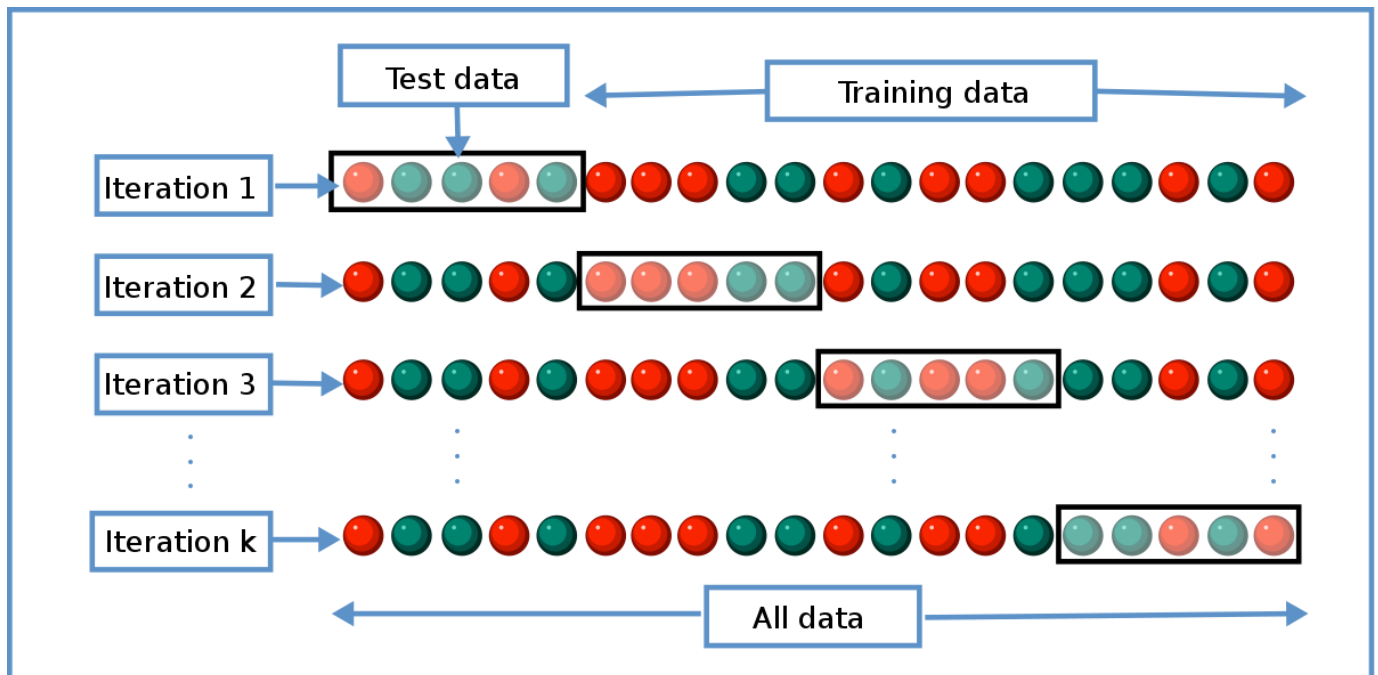 Test data
Training data
Iteration 1
Iteration 2
Iteration 3
Iteration k
All data